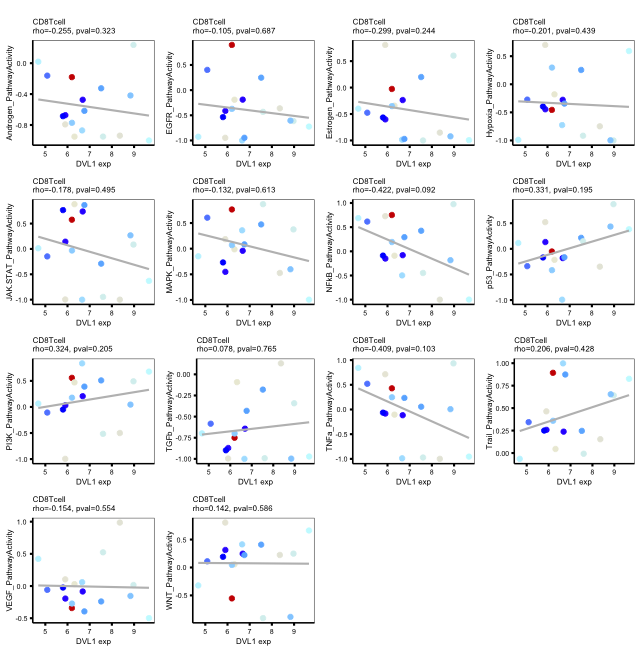 CD8Tcell
rho=-0.255, pval=0.323
Androgen_PathwayActivity
0.0
-0.4
-0.8
5 6 7 8 9
DVL1 exp
CD8Tcell
rho=-0.105, pval=0.687
EGFR_PathwayActivity
0.5
0.0
-0.5
-1.0
5 6 7 8 9
DVL1 exp
CD8Tcell
rho=-0.299, pval=0.244
Estrogen_PathwayActivity
0.5
0.0
-0.5
-1.0
5 6 7 8 9
DVL1 exp
CD8Tcell
rho=-0.201, pval=0.439
Hypoxia_PathwayActivity
0.5
0.0
-0.5
-1.0
5 6 7 8 9
DVL1 exp
CD8Tcell
rho=-0.178, pval=0.495
JAK-STAT_PathwayActivity
0.5
0.0
-0.5
-1.0
5 6 7 8 9
DVL1 exp
CD8Tcell
rho=-0.132, pval=0.613
MAPK_PathwayActivity
0.5
0.0
-0.5
-1.0
5 6 7 8 9
DVL1 exp
CD8Tcell
rho=-0.422, pval=0.092
NFkB_PathwayActivity
1.0
0.5
0.0
-0.5
-1.0
5 6 7 8 9
DVL1 exp
CD8Tcell
rho=0.331, pval=0.195
p53_PathwayActivity
0.5
0.0
-0.5
-1.0
5 6 7 8 9
DVL1 exp
CD8Tcell
rho=0.324, pval=0.205
PI3K_PathwayActivity
0.5
0.0
-0.5
-1.0
5 6 7 8 9
DVL1 exp
CD8Tcell
rho=0.078, pval=0.765
TGFb_PathwayActivity
0.00
-0.25
-0.50
-0.75
-1.00
5 6 7 8 9
DVL1 exp
CD8Tcell
rho=-0.409, pval=0.103
TNFa_PathwayActivity
1.0
0.5
0.0
-0.5
-1.0
5 6 7 8 9
DVL1 exp
CD8Tcell
rho=0.206, pval=0.428
Trail_PathwayActivity
1.00
0.75
0.50
0.25
0.00
5 6 7 8 9
DVL1 exp
CD8Tcell
rho=-0.154, pval=0.554
VEGF_PathwayActivity
1.0
0.5
0.0
-0.5
5 6 7 8 9
DVL1 exp
CD8Tcell
rho=0.142, pval=0.586
WNT_PathwayActivity
0.5
0.0
-0.5
5 6 7 8 9
DVL1 exp